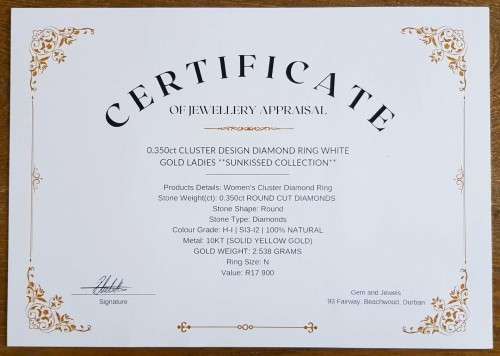 CERTIFICATE
OF JEWELLERY APPRAISAL
0.350ct CLUSTER DESIGN DIAMOND RING WHITE
GOLD LADIES **SUNKISSED COLLECTION**
Products Details: Women's Cluster Diamond Ring
Stone Weight(ct): 0.350ct ROUND CUT DIAMONDS
Stone Shape: Round
Stone Type: Diamonds
Colour Grade: H-I | SI3-I2 | 100% NATURAL
Metal: 10KT (SOLID YELLOW GOLD)
GOLD WEIGHT: 2.538 GRAMS
Ring Size: N
Value: R17 900
Signature
Gem and Jewels
93 Fairway, Beachwood, Durban